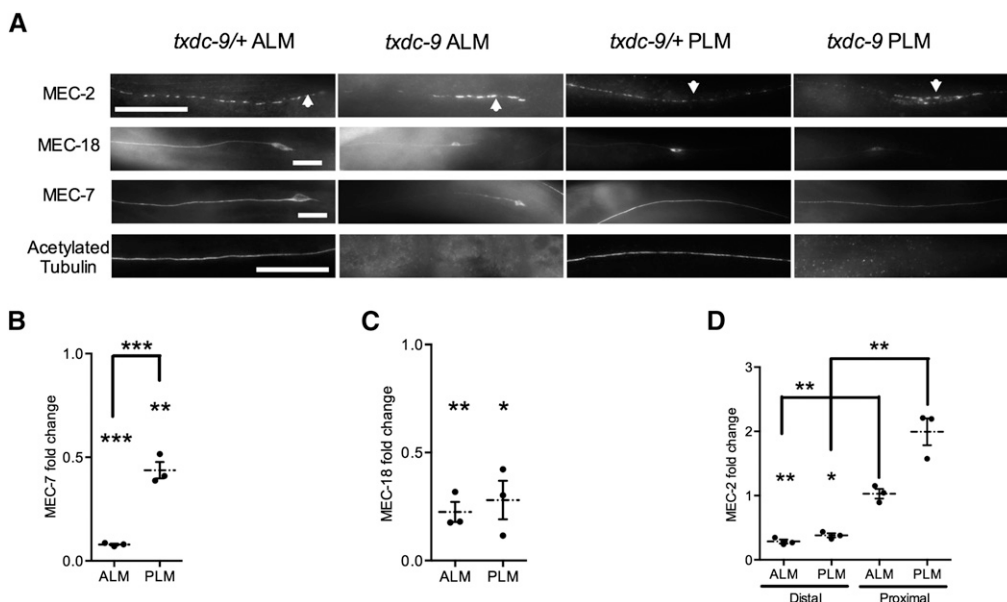 A
txdc-9/+ ALM
txdc-9 ALM
txdc-9/+ PLM
txdc-9 PLM
MEC-2
MEC-18
MEC-7
Acetylated
Tubulin
B
MEC-7 fold change
1.0
0.5
0.0
***
***
**
ALM
PLM
C
MEC-18 fold change
1.0
0.5
0.0
**
*
ALM
PLM
D
MEC-2 fold change
3
2
1
0
**
**
**
*
ALM
PLM
ALM
PLM
Distal
Proximal